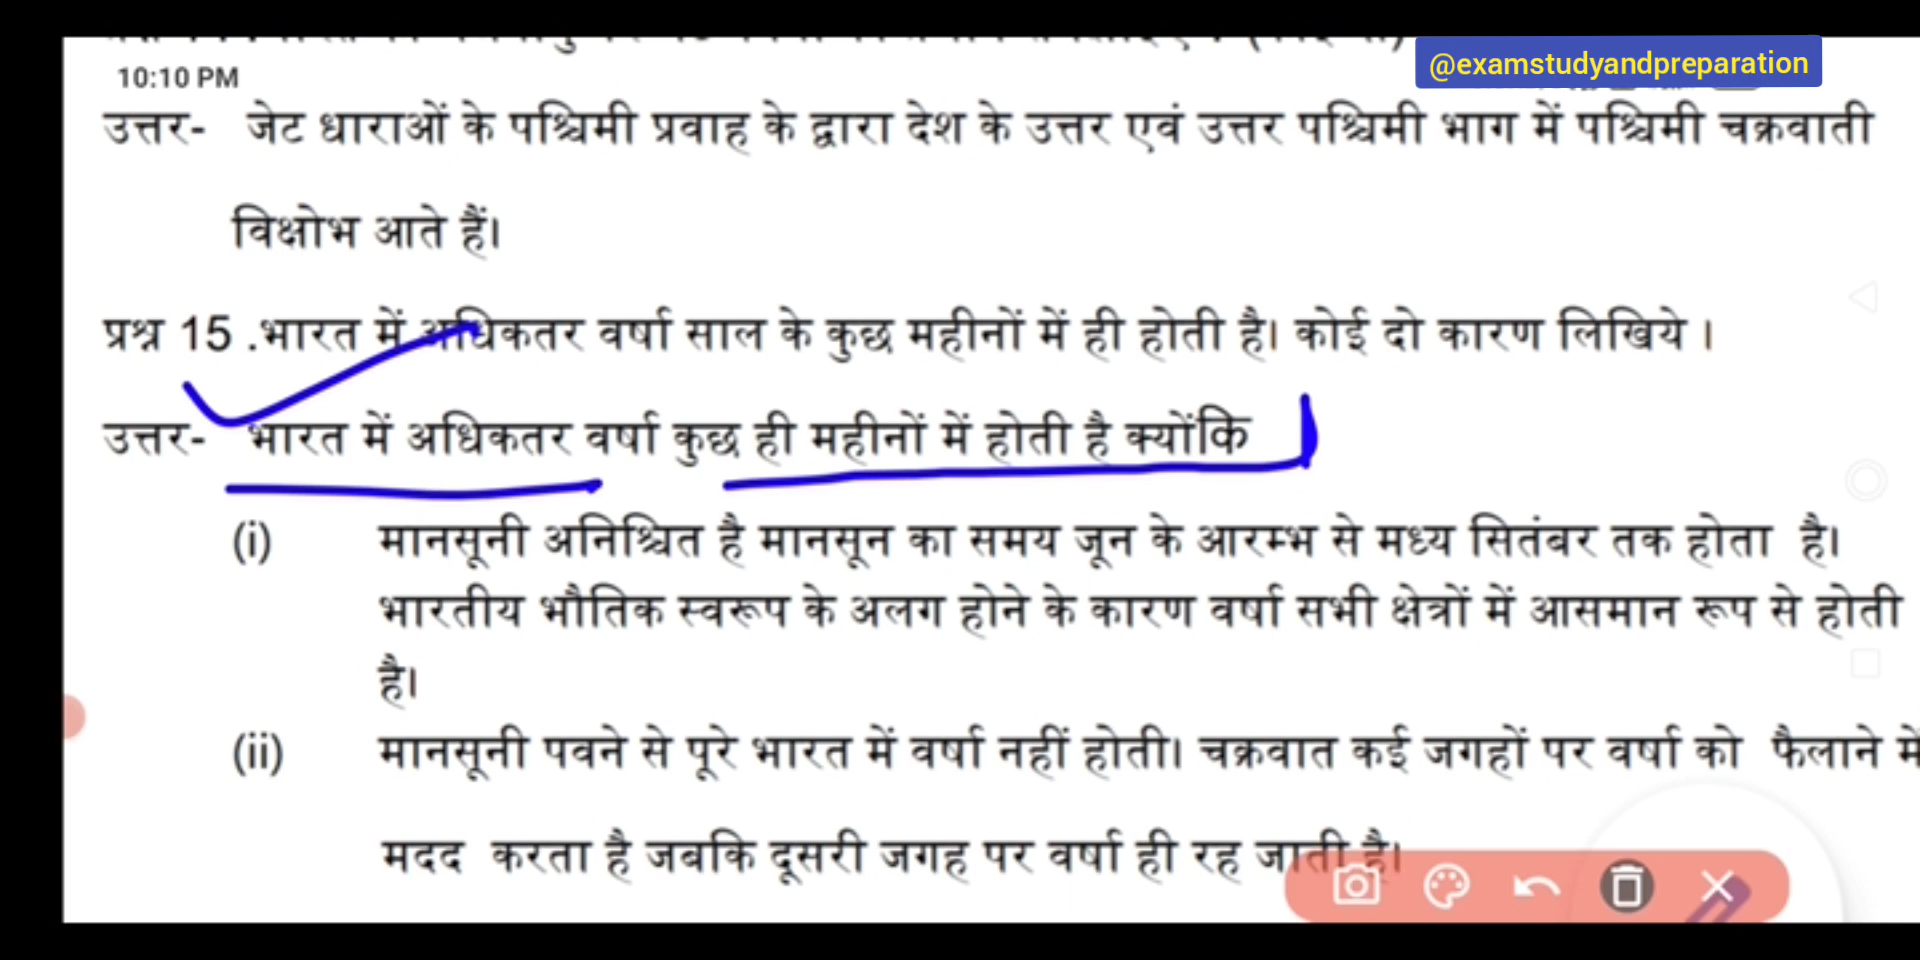 @examstudyandpreparation
10:10 PM
उत्तर- जेट धाराओं के पश्चिमी प्रवाह के द्वारा देश के उत्तर एवं उत्तर पश्चिमी भाग में पश्चिमी चक्रवाती
विक्षोभ आते हैं।
प्रश्न 15 .भारत में अधिकतर वर्षा साल के कुछ महीनों में ही होती है। कोई दो कारण लिखिये ।
उत्तर- भारत में अधिकतर वर्षा कुछ ही महीनों में होती है क्योंकि
(i) मानसूनी अनिश्चित है मानसून का समय जून के आरम्भ से मध्य सितंबर तक होता है।
भारतीय भौतिक स्वरूप के अलग होने के कारण वर्षा सभी क्षेत्रों में आसमान रूप से होती
है।
(ii) मानसूनी पवने से पूरे भारत में वर्षा नहीं होती। चक्रवात कई जगहों पर वर्षा को फैलाने में
मदद करता है जबकि दूसरी जगह पर वर्षा ही रह जाती है।